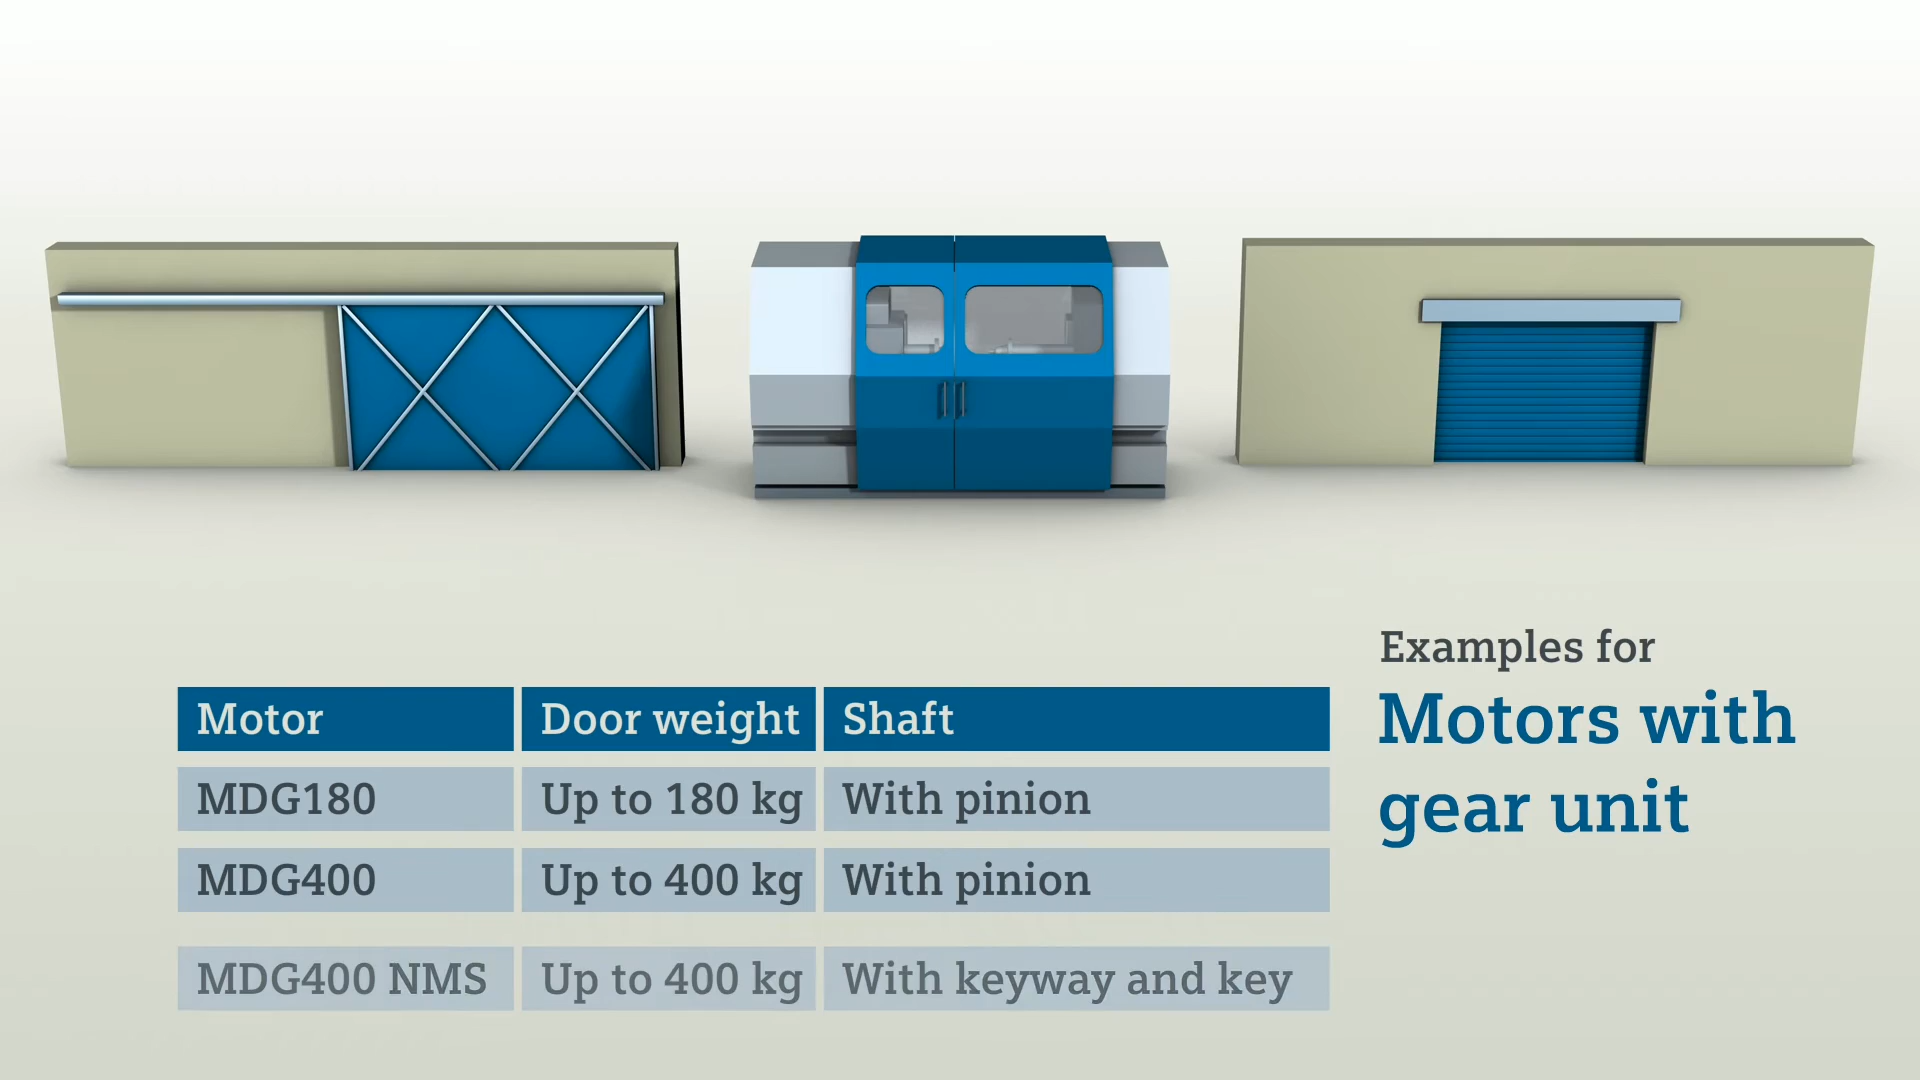 Examples for
Motors with
gear unit
Motor Door weight Shaft
MDG180 Up to 180 kg With pinion
MDG400 Up to 400 kg With pinion
MDG400 NMS Up to 400 kg With keyway and key